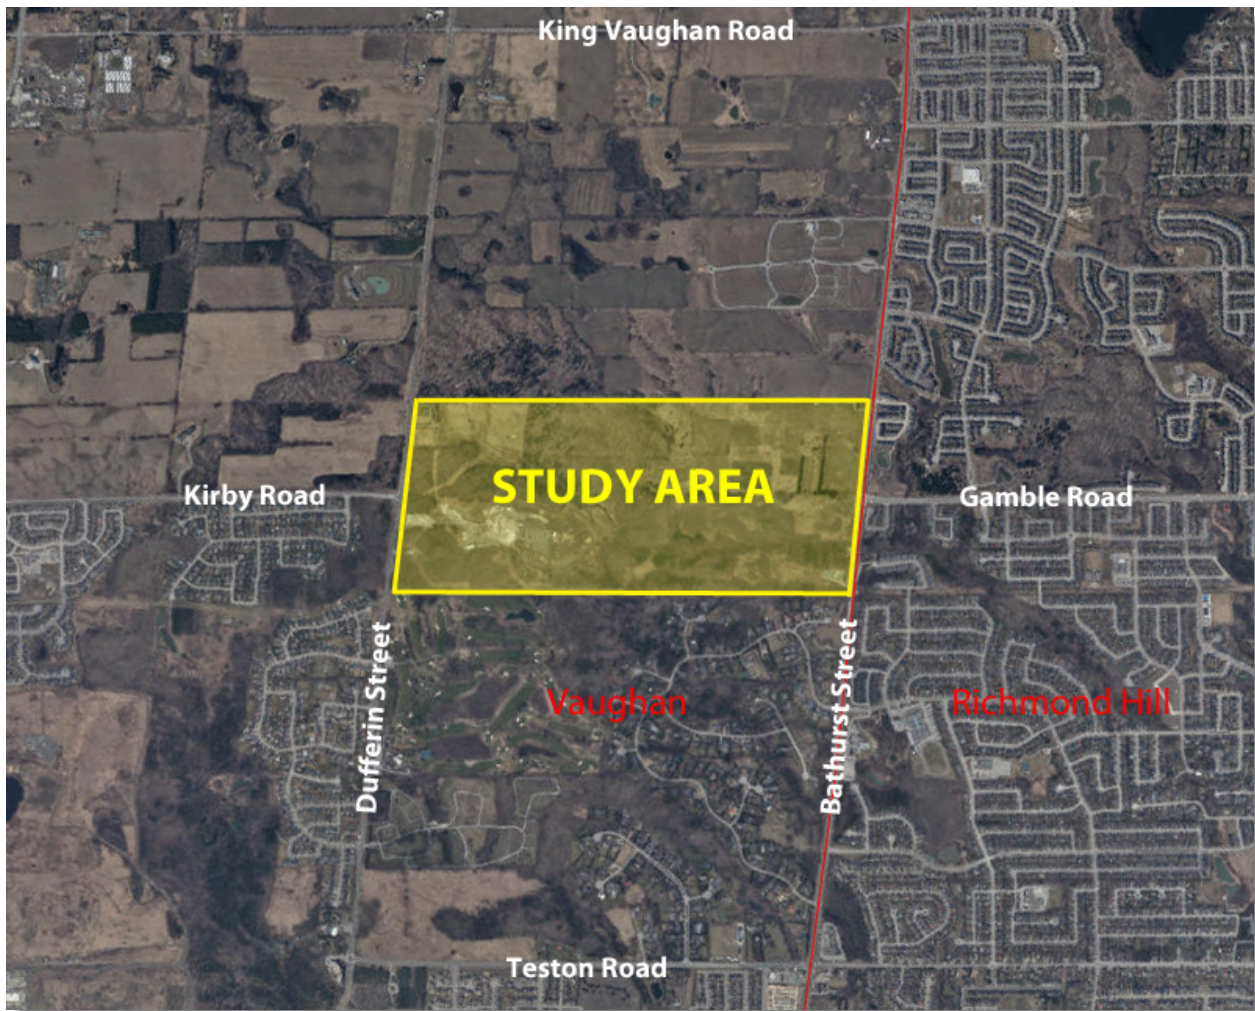 King Vaughan Road
STUDY AREA
Kirby Road
Gamble Road
Dufferin Street
Vaughan
Bathurst Street
Richmond Hill
Teston Road